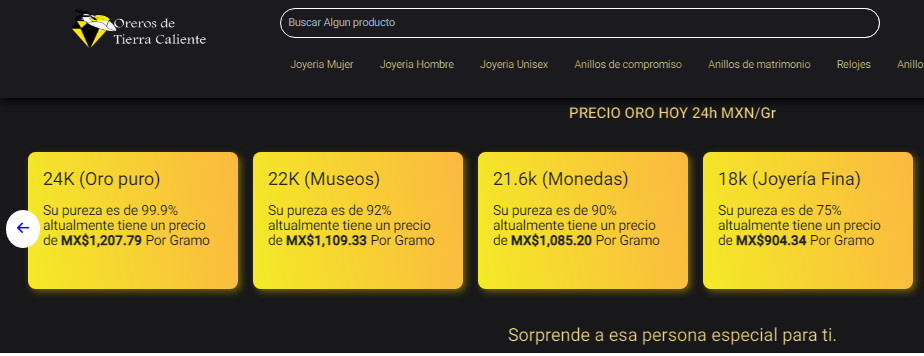 Oreros de
Tierra Caliente
Buscar Algun producto
Joyeria Mujer Joyeria Hombre Joyeria Unisex Anillos de compromiso Anillos de matrimonio Relojes Anillo
PRECIO ORO HOY 24h MXN/Gr
24K (Oro puro)
Su pureza es de 99.9%
altualmente tiene un precio
de MX$1,207.79 Por Gramo
22K (Museos)
Su pureza es de 92%
altualmente tiene un precio
de MX$1,109.33 Por Gramo
21.6k (Monedas)
Su pureza es de 90%
altualmente tiene un precio
de MX$1,085.20 Por Gramo
18k (Joyería Fina)
Su pureza es de 75%
altualmente tiene un precio
de MX$904.34 Por Gramo
Sorprende a esa persona especial para ti.